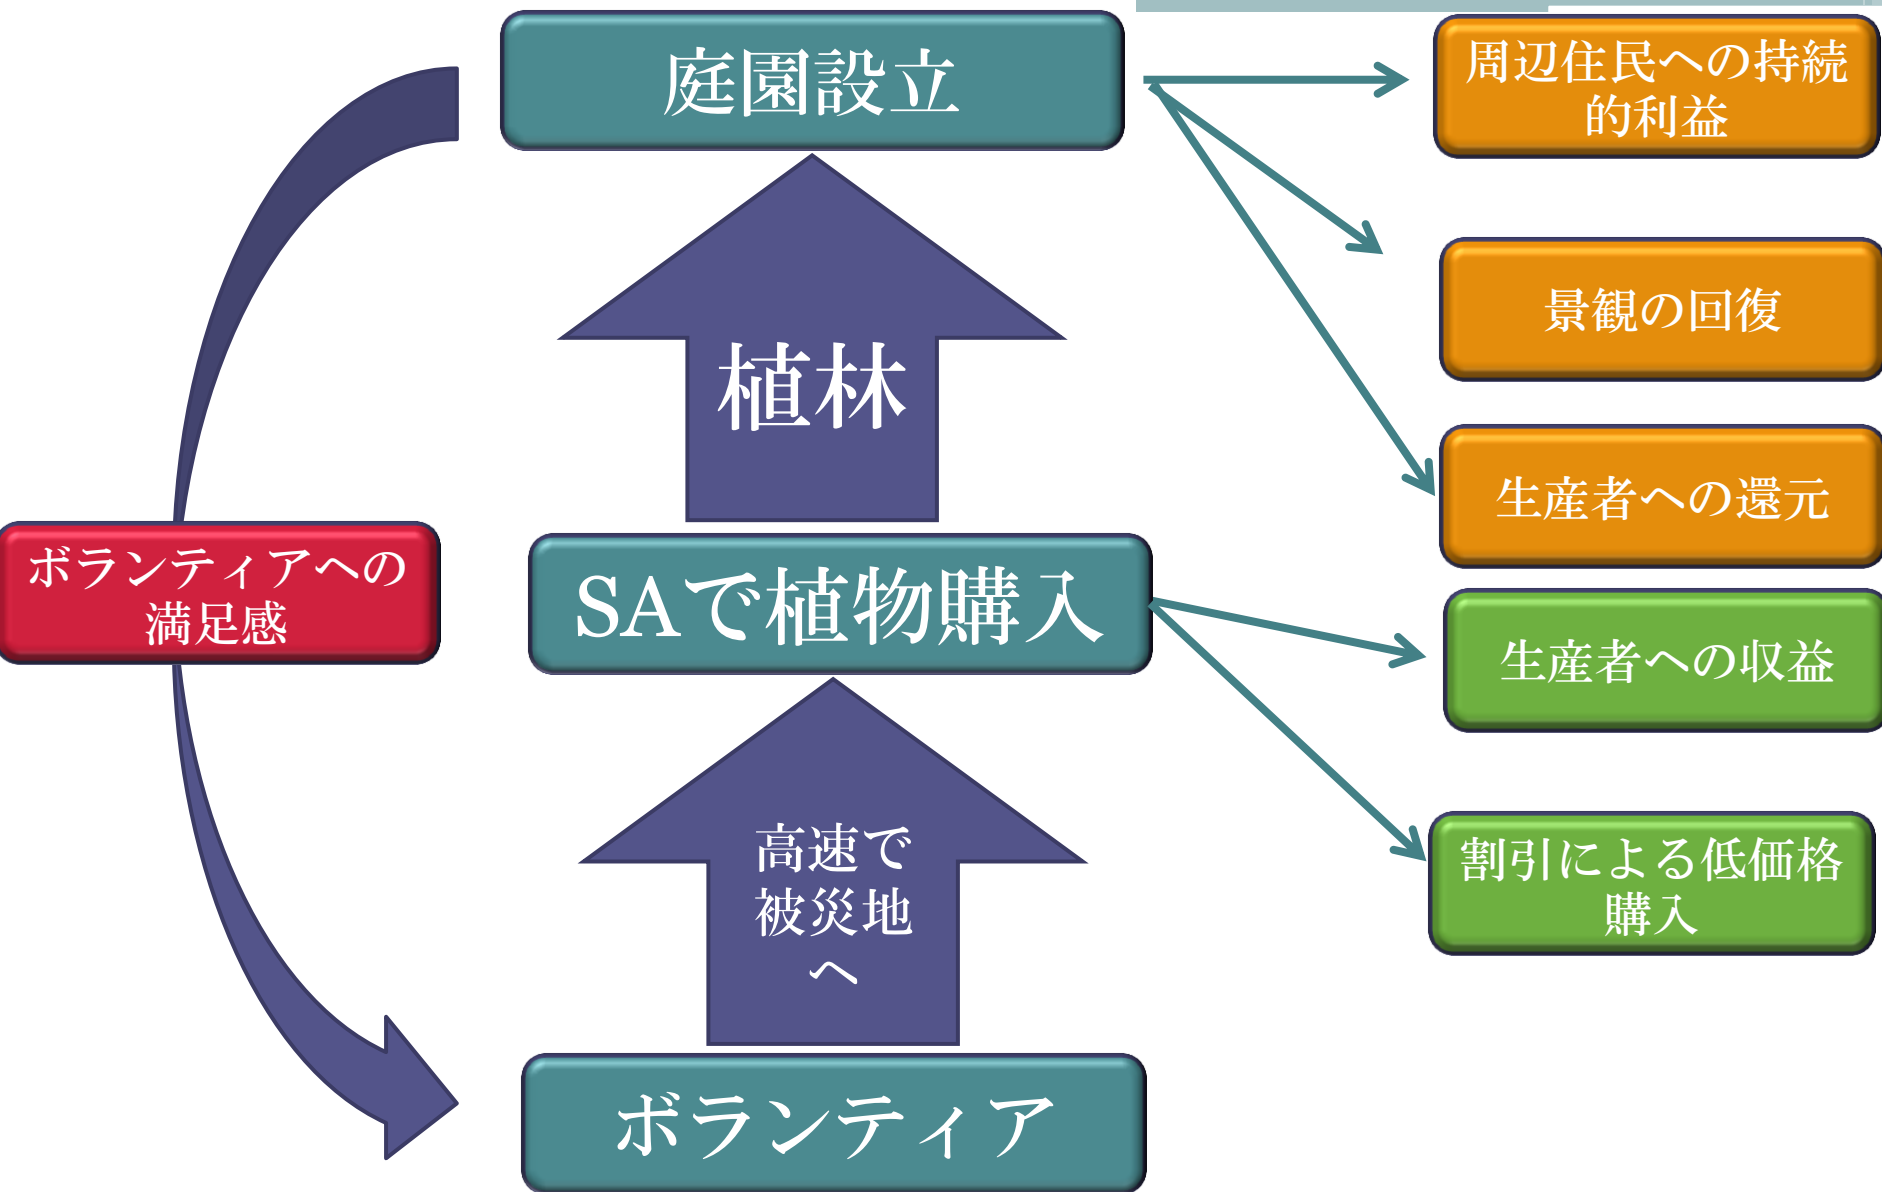 庭園設立
周辺住民への持続
的利益
植林
景観の回復
生産者への還元
ボランティアへの
満足感
SAで植物購入
生産者への収益
高速で
被災地
へ
割引による低価格
購入
ボランティア